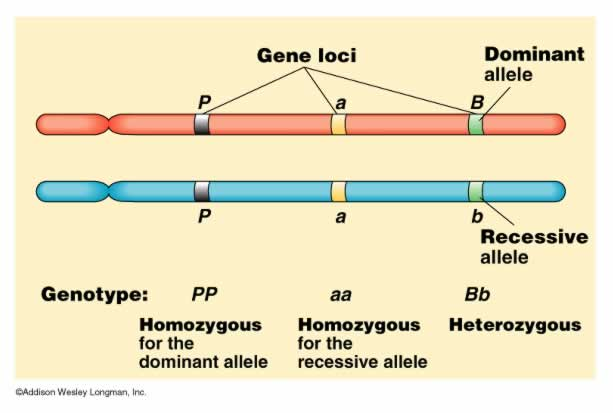 Gene loci
Dominant
allele
P a B
P a b
Recessive
allele
Genotype: PP aa Bb
Homozygous
for the
dominant allele
Homozygous
for the
recessive allele
Heterozygous
©Addison Wesley Longman, Inc.